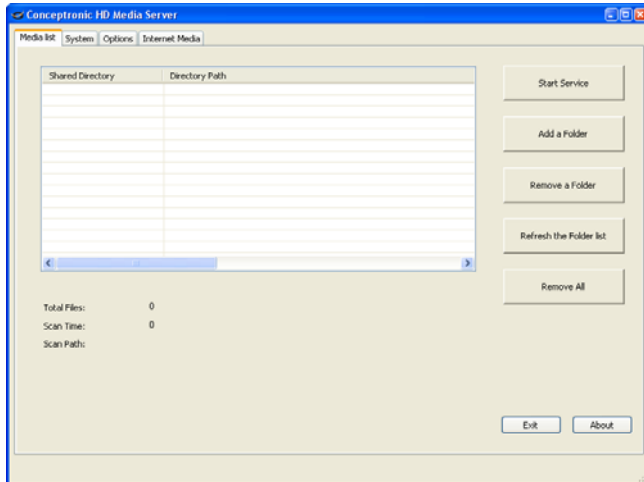 Conceptronic HD Media Server
Media list System Options Internet Media
Shared Directory Directory Path
Start Service
Add a Folder
Remove a Folder
Refresh the Folder list
Remove All
Total Files: 0
Scan Time: 0
Scan Path:
Exit About